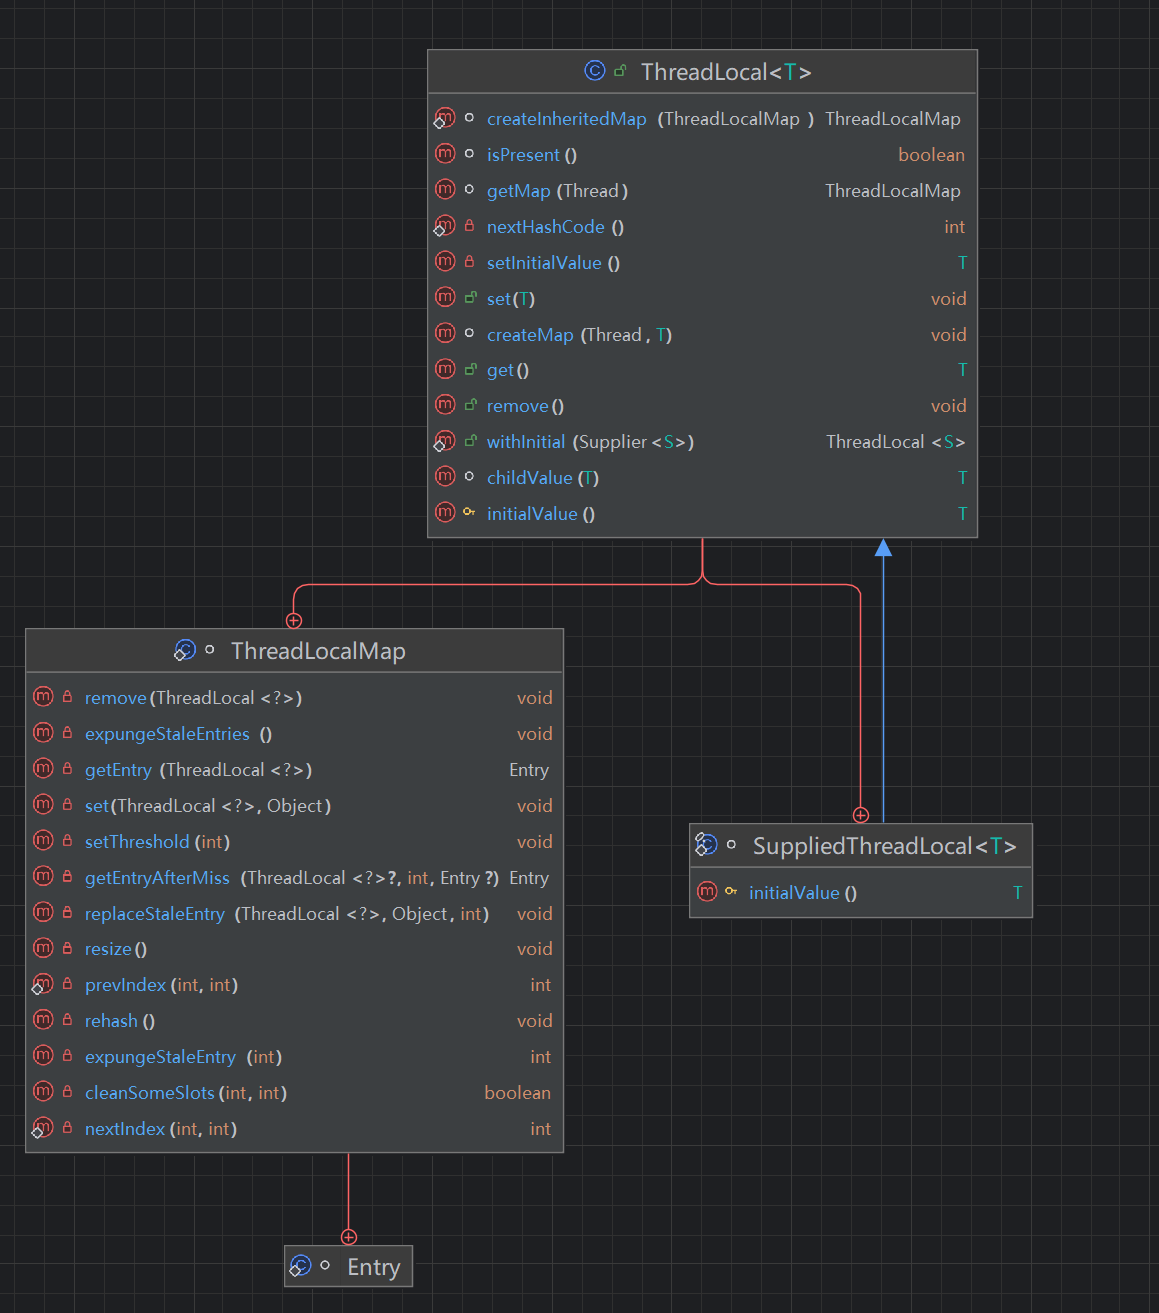 ThreadLocal<T>
createInheritedMap (ThreadLocalMap ) ThreadLocalMap
isPresent () boolean
getMap (Thread) ThreadLocalMap
nextHashCode () int
setInitialValue () T
set(T) void
createMap (Thread, T) void
get() T
remove() void
withInitial (Supplier <S>) ThreadLocal <S>
childValue (T) T
initialValue () T
ThreadLocalMap
remove(ThreadLocal <?>) void
expungeStaleEntries () void
getEntry (ThreadLocal <?>) Entry
set(ThreadLocal <?>, Object) void
setThreshold (int) void
getEntryAfterMiss (ThreadLocal <?>?, int, Entry ?) Entry
replaceStaleEntry (ThreadLocal <?>, Object, int) void
resize() void
prevIndex (int, int) int
rehash () void
expungeStaleEntry (int) int
cleanSomeSlots (int, int) boolean
nextIndex (int, int) int
SuppliedThreadLocal<T>
initialValue () T
Entry